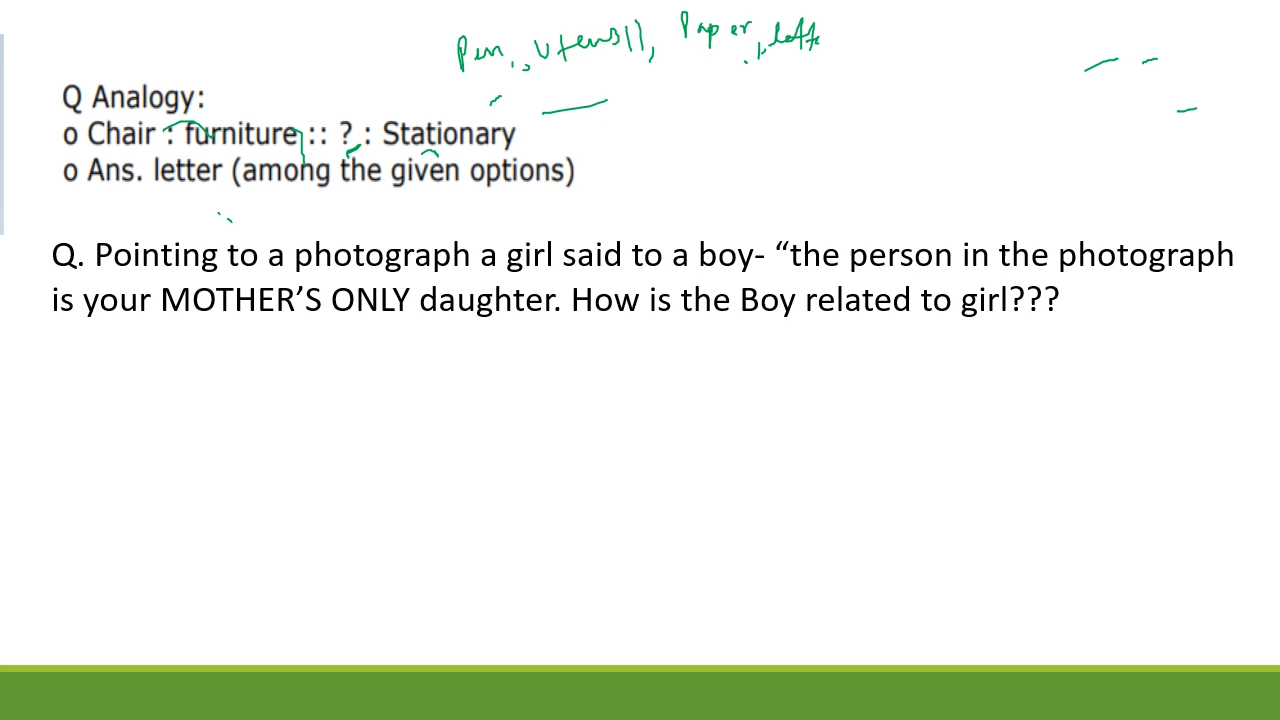 Pen, utensil, Paper, lette
Q Analogy:
o Chair : furniture :: ? : Stationary
o Ans. letter (among the given options)
Q. Pointing to a photograph a girl said to a boy- “the person in the photograph
is your MOTHER’S ONLY daughter. How is the Boy related to girl???